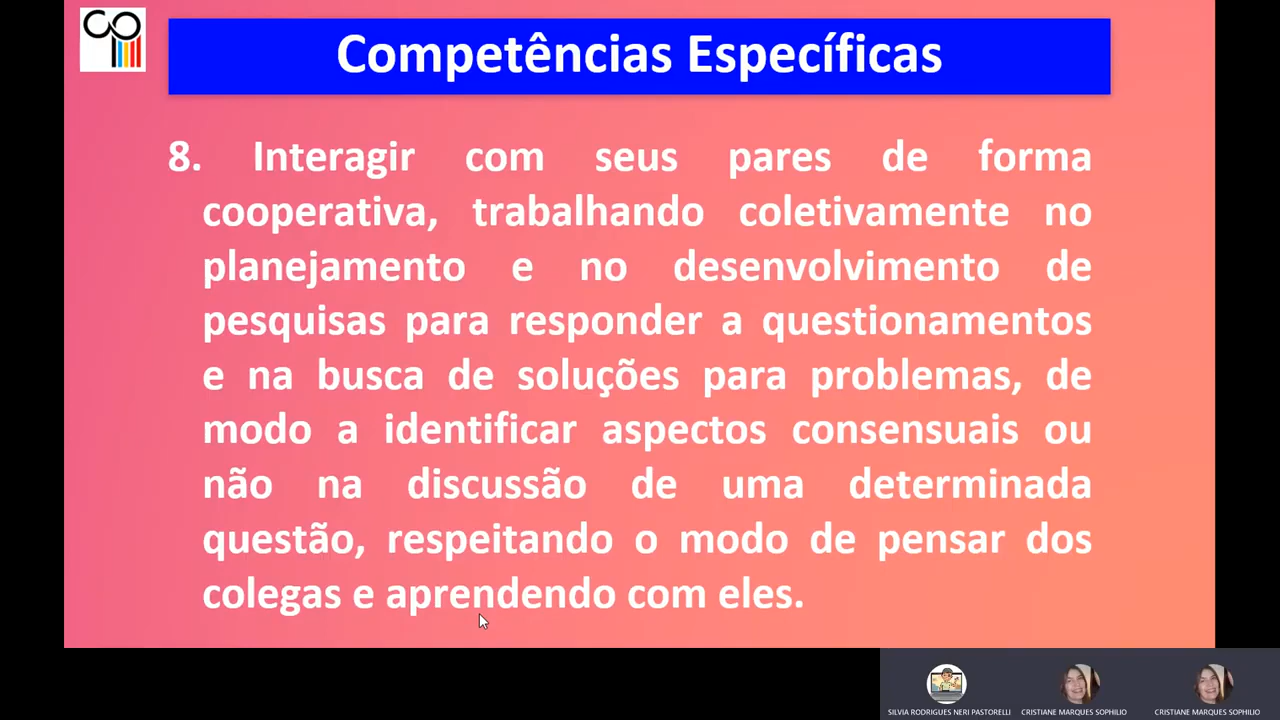 Competências Específicas
8. Interagir com seus pares de forma
cooperativa, trabalhando coletivamente no
planejamento e no desenvolvimento de
pesquisas para responder a questionamentos
e na busca de soluções para problemas, de
modo a identificar aspectos consensuais ou
não na discussão de uma determinada
questão, respeitando o modo de pensar dos
colegas e aprendendo com eles.
SILVIA RODRIGUES NERI PASTORELLI
CRISTIANE MARQUES SOPHILIO
CRISTIANE MARQUES SOPHILIO